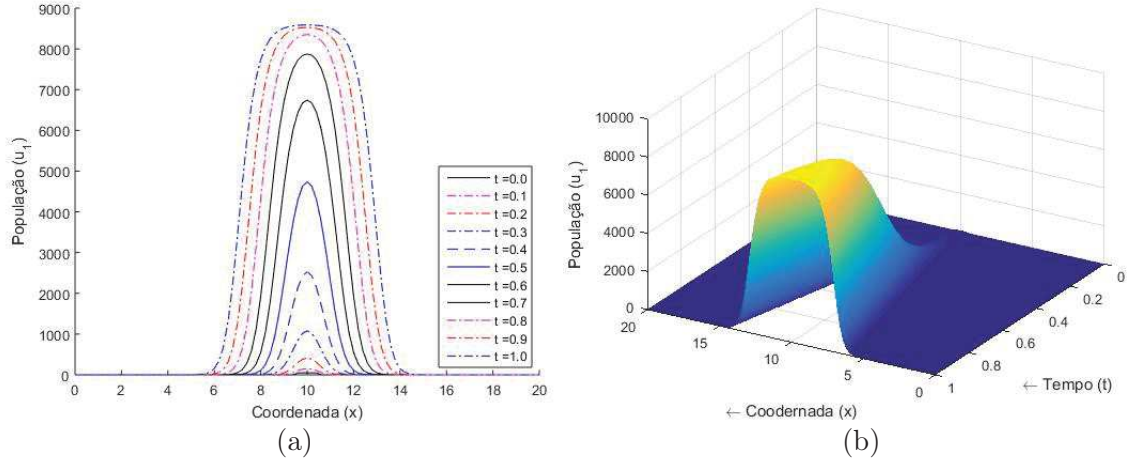 9000
8000
7000
6000
5000
4000
3000
2000
1000
0
População (u1)
0 2 4 6 8 10 12 14 16 18 20
Coordenada (x)
t =0.0
t =0.1
t =0.2
t =0.3
t =0.4
t =0.5
t =0.6
t =0.7
t =0.8
t =0.9
t =1.0
(a)
10000
8000
6000
4000
2000
0
População (u1)
20 15 10 5 0
← Coodernada (x)
0
0.2
0.4
0.6
0.8
1
← Tempo (t)
(b)